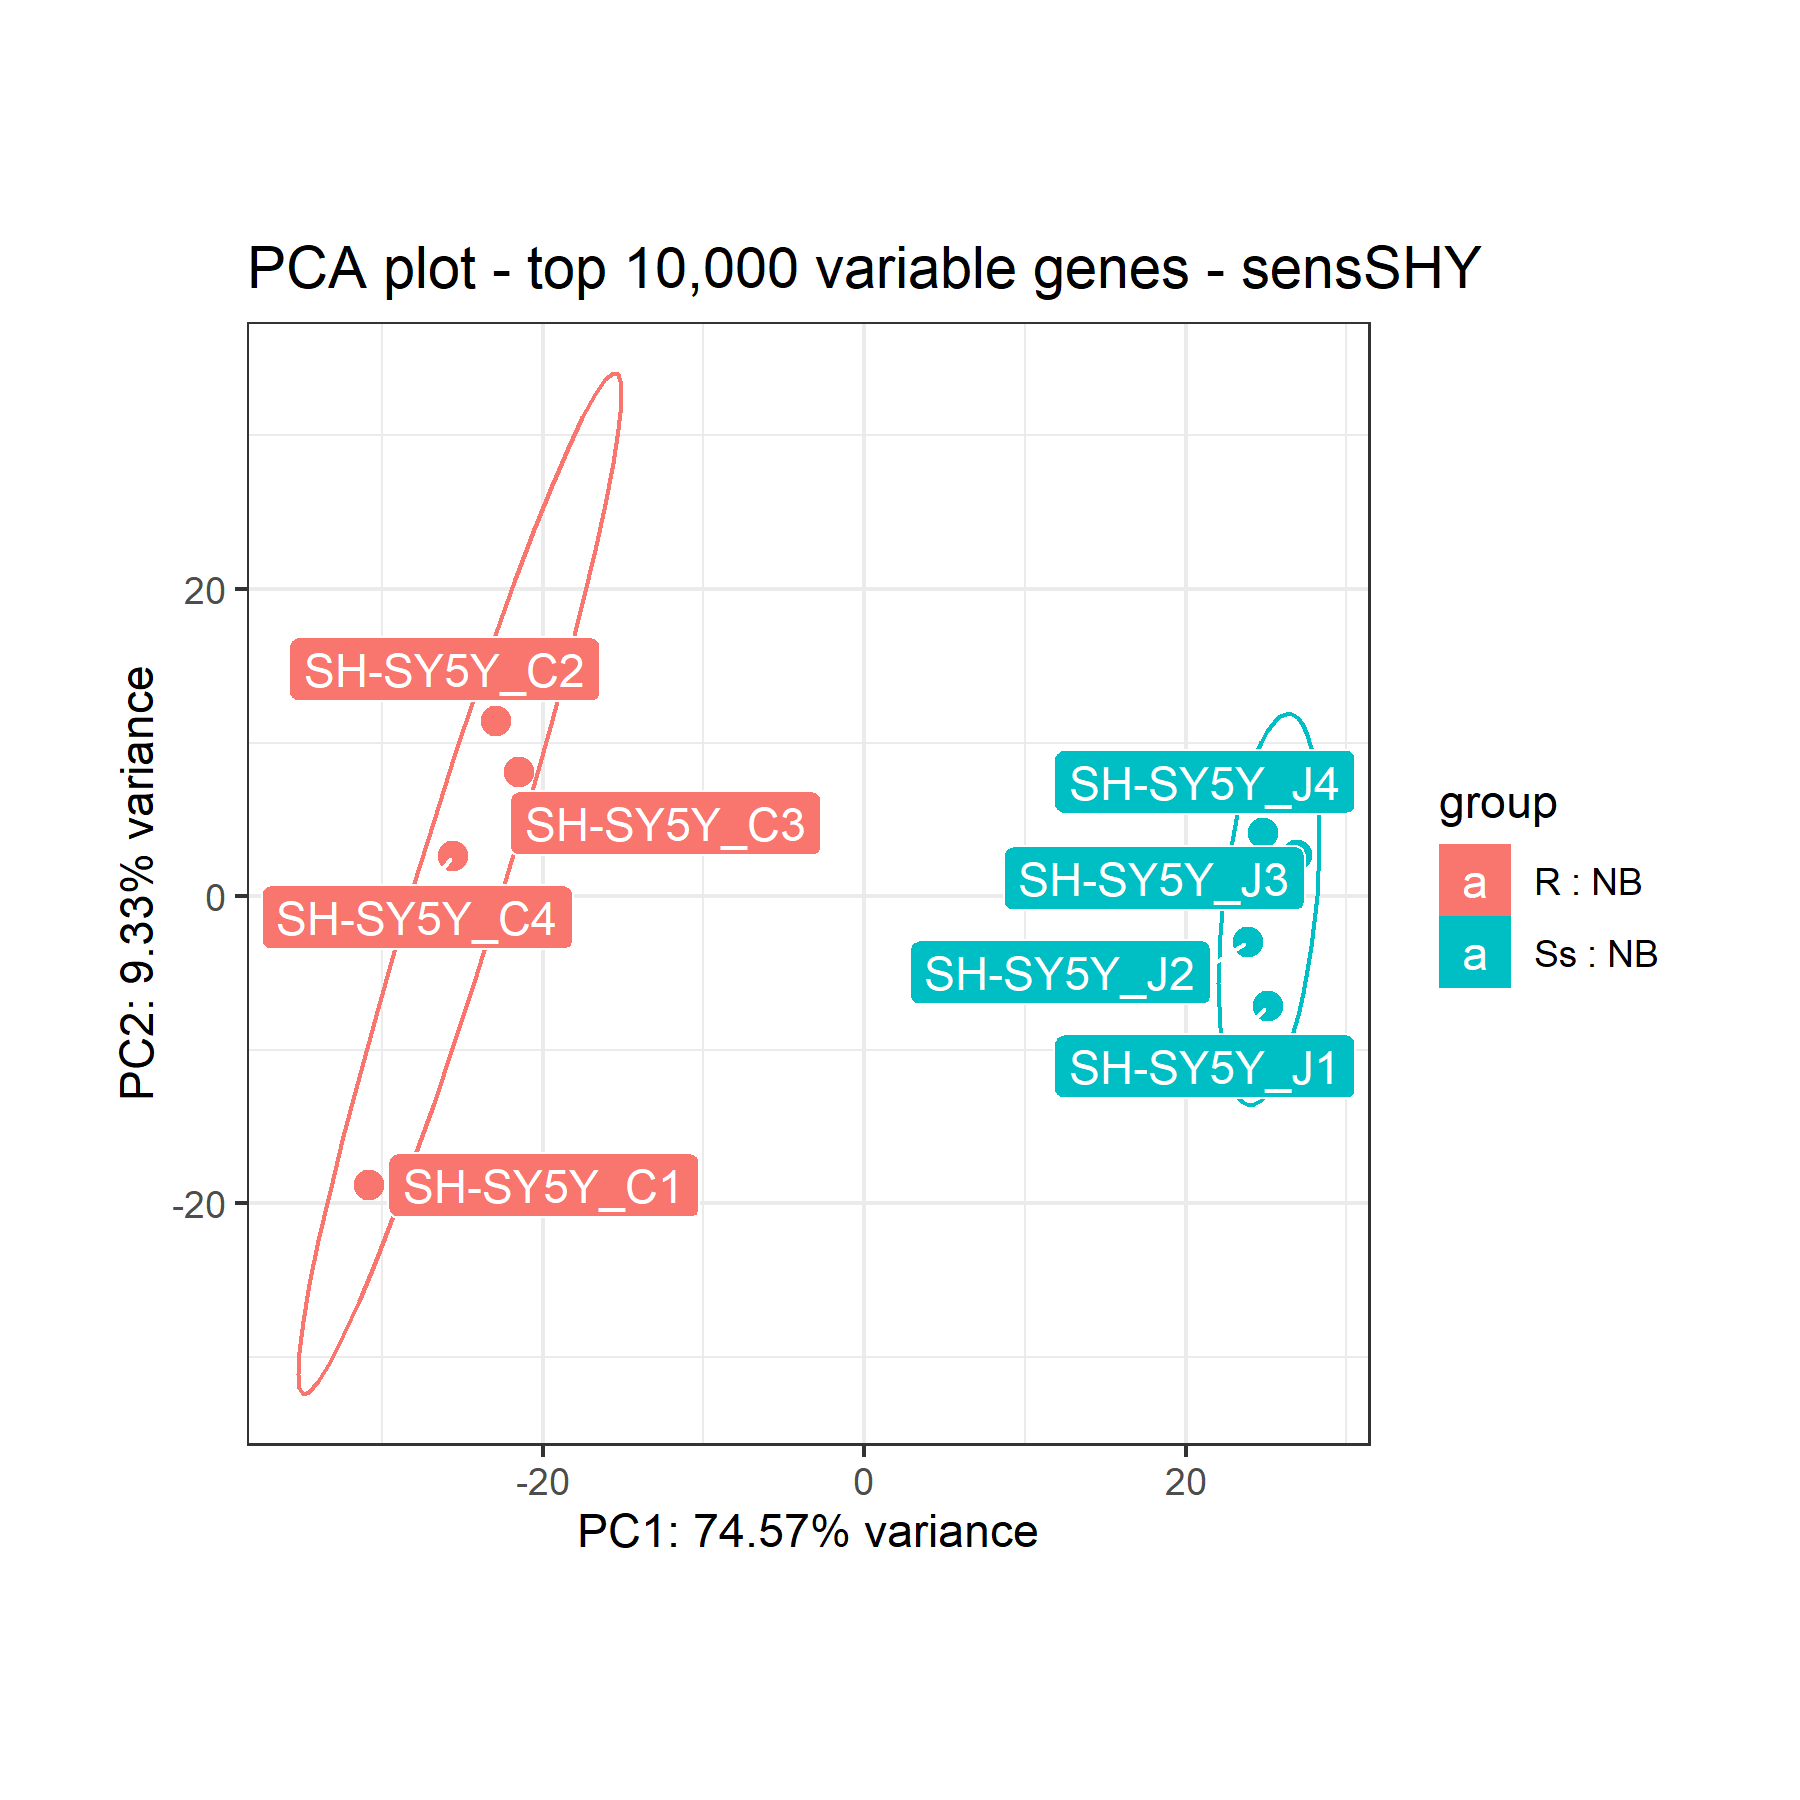 PCA plot - top 10,000 variable genes - sensSHY
PC2: 9.33% variance
20
0
-20
SH-SY5Y_C2
SH-SY5Y_C3
SH-SY5Y_C4
SH-SY5Y_C1
SH-SY5Y_J4
SH-SY5Y_J3
SH-SY5Y_J2
SH-SY5Y_J1
-20
0
20
PC1: 74.57% variance
group
a R : NB
a Ss : NB